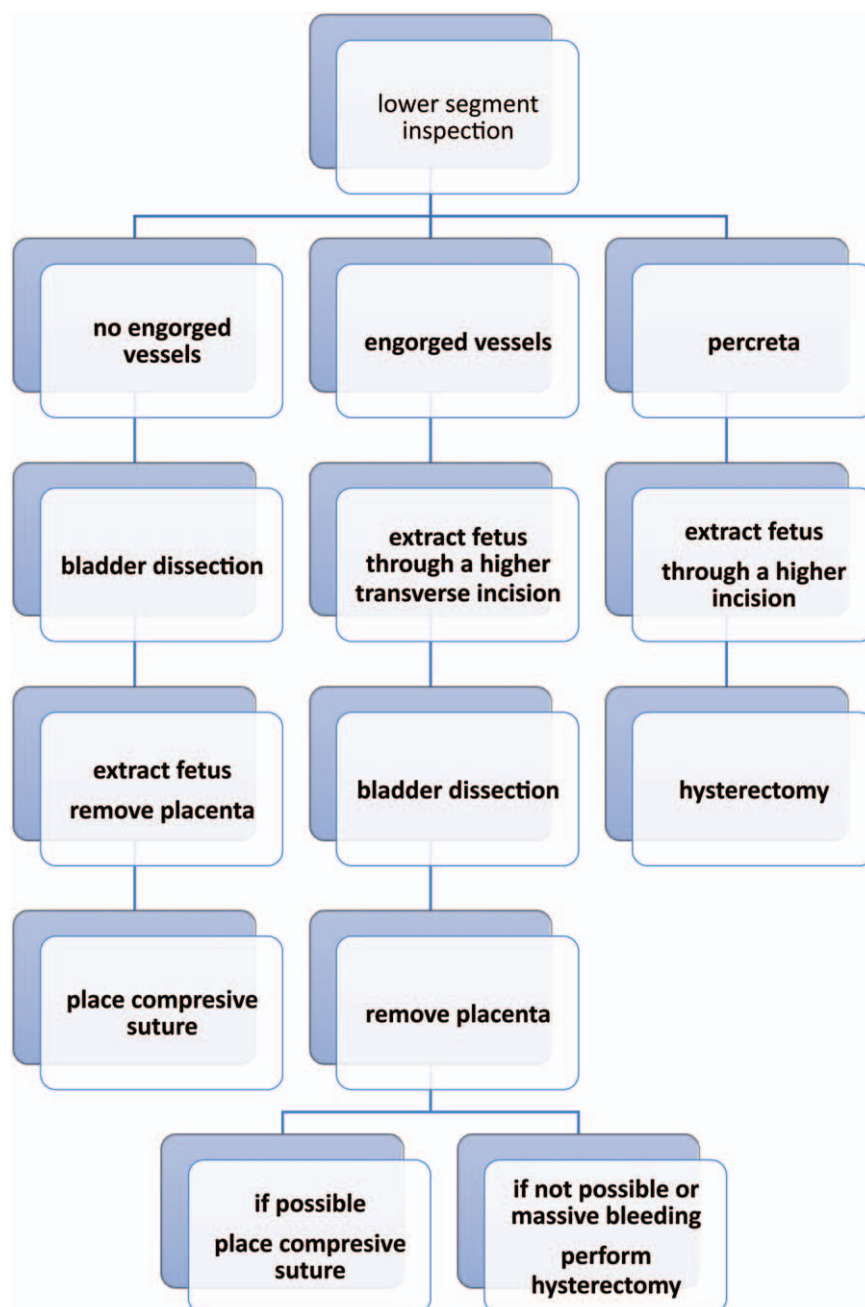 lower segment
inspection
no engorged
vessels
engorged vessels
percreta
bladder dissection
extract fetus
through a higher
transverse incision
extract fetus
through a higher
incision
extract fetus
remove placenta
bladder dissection
hysterectomy
place compresive
suture
remove placenta
if possible
place compresive
suture
if not possible or
massive bleeding
perform
hysterectomy